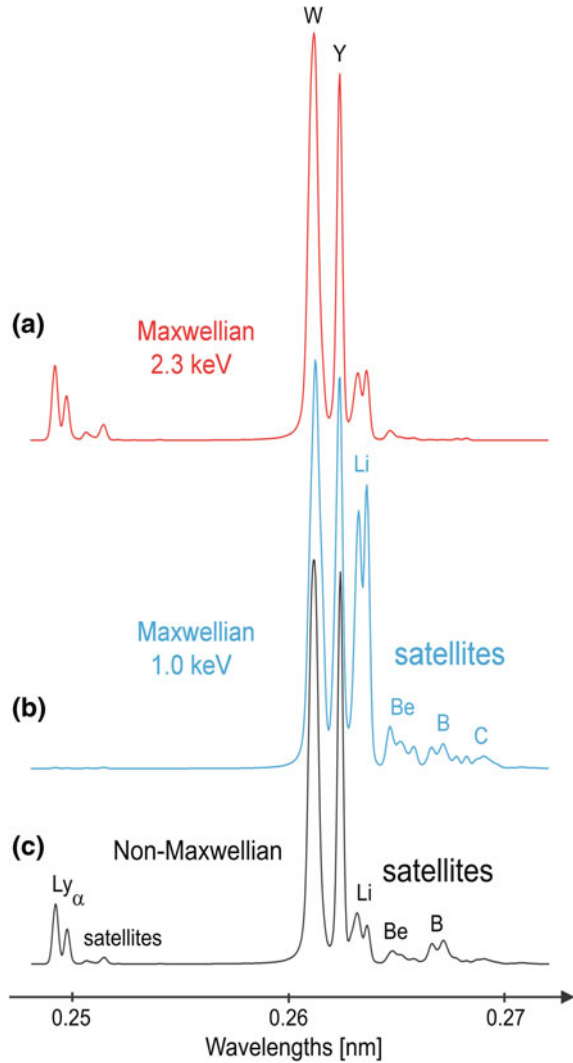 W
Y
(a)
Maxwellian
2.3 keV
Li
Maxwellian
1.0 keV
satellites
(b)
Be
B
C
(c)
Non-Maxwellian
satellites
Lyα
satellites
Li
Be
B
0.25
0.26
0.27
Wavelengths [nm]